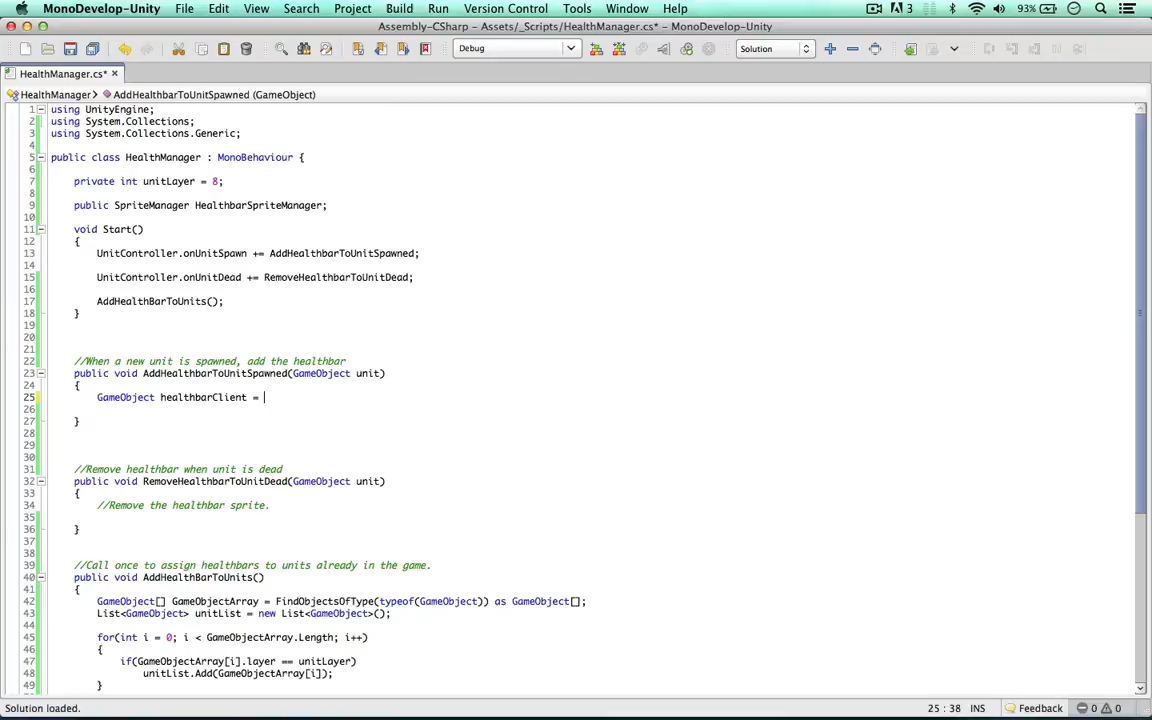 MonoDevelop-Unity File Edit View Search Project Build Run Version Control Tools Window Help 3 93%
Assembly-CSharp - Assets/_Scripts/HealthManager.cs* - MonoDevelop-Unity
Debug Solution
HealthManager.cs*
HealthManager AddHealthbarToUnitSpawned (GameObject)
1 using UnityEngine;
2 using System.Collections;
3 using System.Collections.Generic;
4
5 public class HealthManager : MonoBehaviour {
6
7 private int unitLayer = 8;
8
9 public SpriteManager HealthbarSpriteManager;
10
11 void Start()
12 {
13 UnitController.onUnitSpawn += AddHealthbarToUnitSpawned;
14
15 UnitController.onUnitDead += RemoveHealthbarToUnitDead;
16
17 AddHealthBarToUnits();
18 }
19
20
21
22 //When a new unit is spawned, add the healthbar
23 public void AddHealthbarToUnitSpawned(GameObject unit)
24 {
25 GameObject healthbarClient =
26
27 }
28
29
30
31 //Remove healthbar when unit is dead
32 public void RemoveHealthbarToUnitDead(GameObject unit)
33 {
34 //Remove the healthbar sprite.
35
36 }
37
38
39 //Call once to assign healthbars to units already in the game.
40 public void AddHealthBarToUnits()
41 {
42 GameObject[] GameObjectArray = FindObjectsOfType(typeof(GameObject)) as GameObject[];
43 List<GameObject> unitList = new List<GameObject>();
44
45 for(int i = 0; i < GameObjectArray.Length; i++)
46 {
47 if(GameObjectArray[i].layer == unitLayer)
48 unitList.Add(GameObjectArray[i]);
49 }
Solution loaded. 25 : 38 INS Feedback 0 0